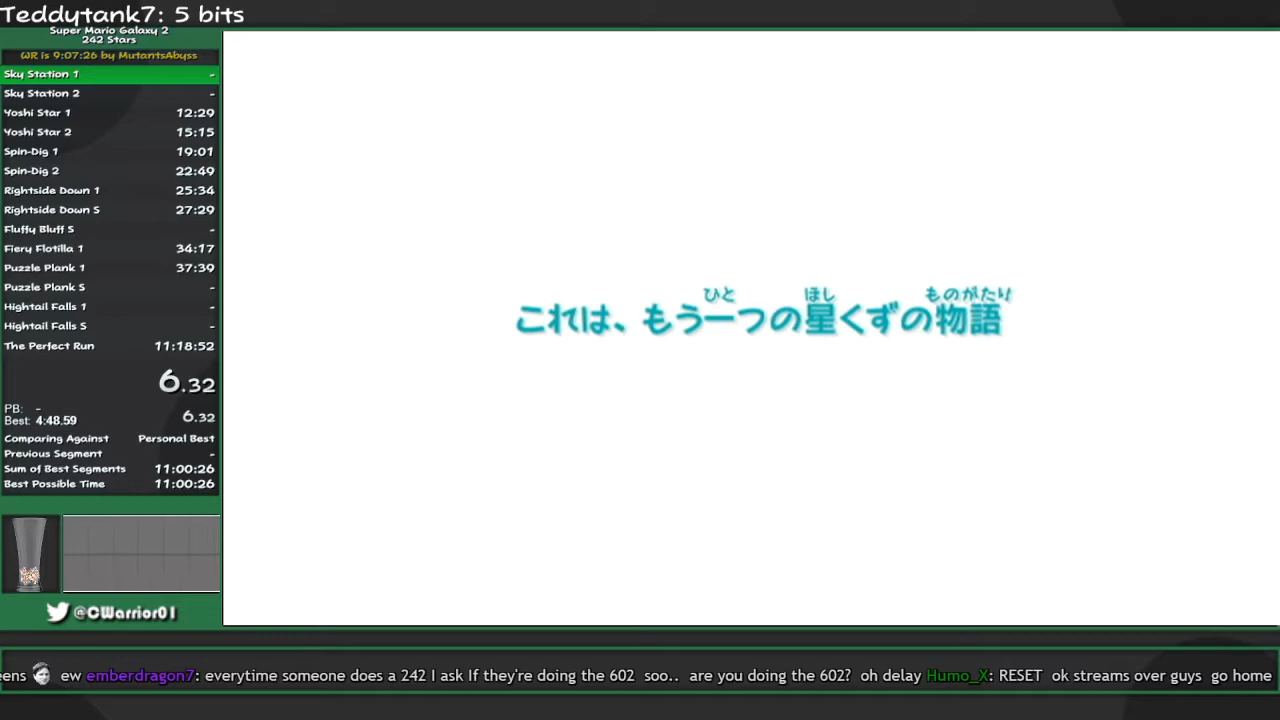 Teddytank7: 5 bits
Super Mario Galaxy 2
242 Stars
WR is 9:07:26 by MutantsAbyss
Sky Station 1 -
Sky Station 2 -
Yoshi Star 1 12:29
Yoshi Star 2 15:15
Spin-Dig 1 19:01
Spin-Dig 2 22:49
Rightside Down 1 25:34
Rightside Down S 27:29
Fluffy Bluff S -
Fiery Flotilla 1 34:17
Puzzle Plank 1 37:39
Puzzle Plank S -
Hightail Falls 1 -
Hightail Falls S -
The Perfect Run 11:18:52
6.32
PB: -
Best: 4:48.59 6.32
Comparing Against Personal Best
Previous Segment -
Sum of Best Segments 11:00:26
Best Possible Time 11:00:26
@CWarrior01
ひと ほし ものがたり
これは、もう一つの星くずの物語
eens ew emberdragon7: everytime someone does a 242 I ask If they're doing the 602 soo.. are you doing the 602? oh delay Humo_X: RESET ok streams over guys go home